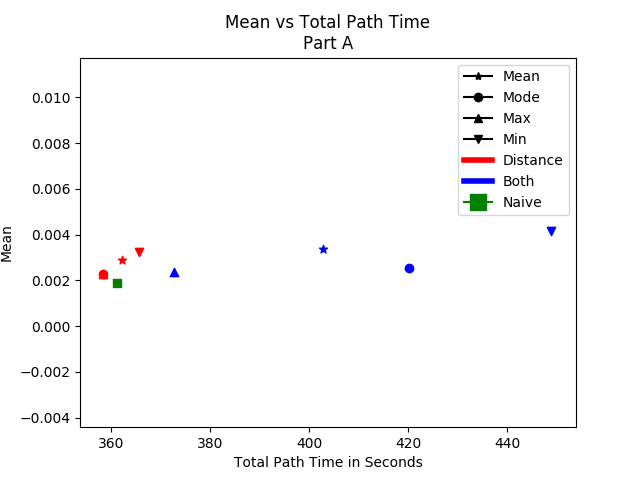 Mean vs Total Path Time
Part A
Mean
Mode
Max
Min
Distance
Both
Naive
0.010
0.008
0.006
0.004
0.002
0.000
−0.002
−0.004
Mean
360
380
400
420
440
Total Path Time in Seconds